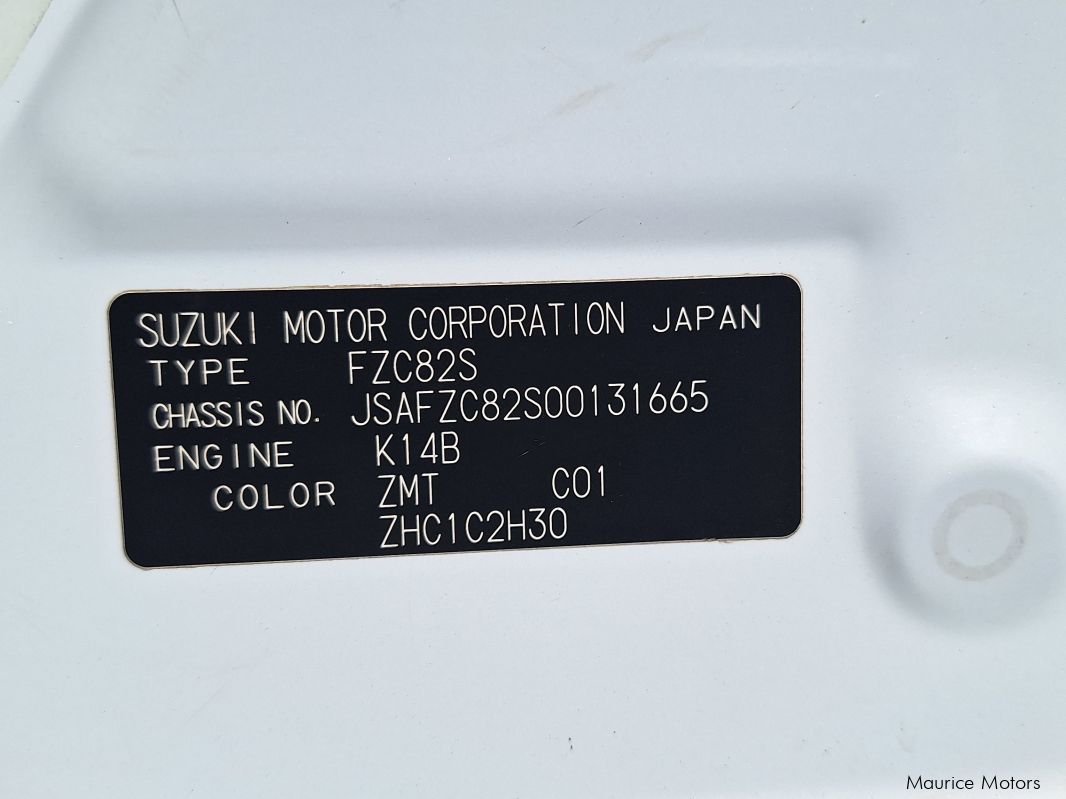 SUZUKI MOTOR CORPORATION JAPAN
TYPE FZC82S
CHASSIS NO. JSAFZC82S00131665
ENGINE K14B
COLOR ZMT C01
ZHC1C2H30
Maurice Motors